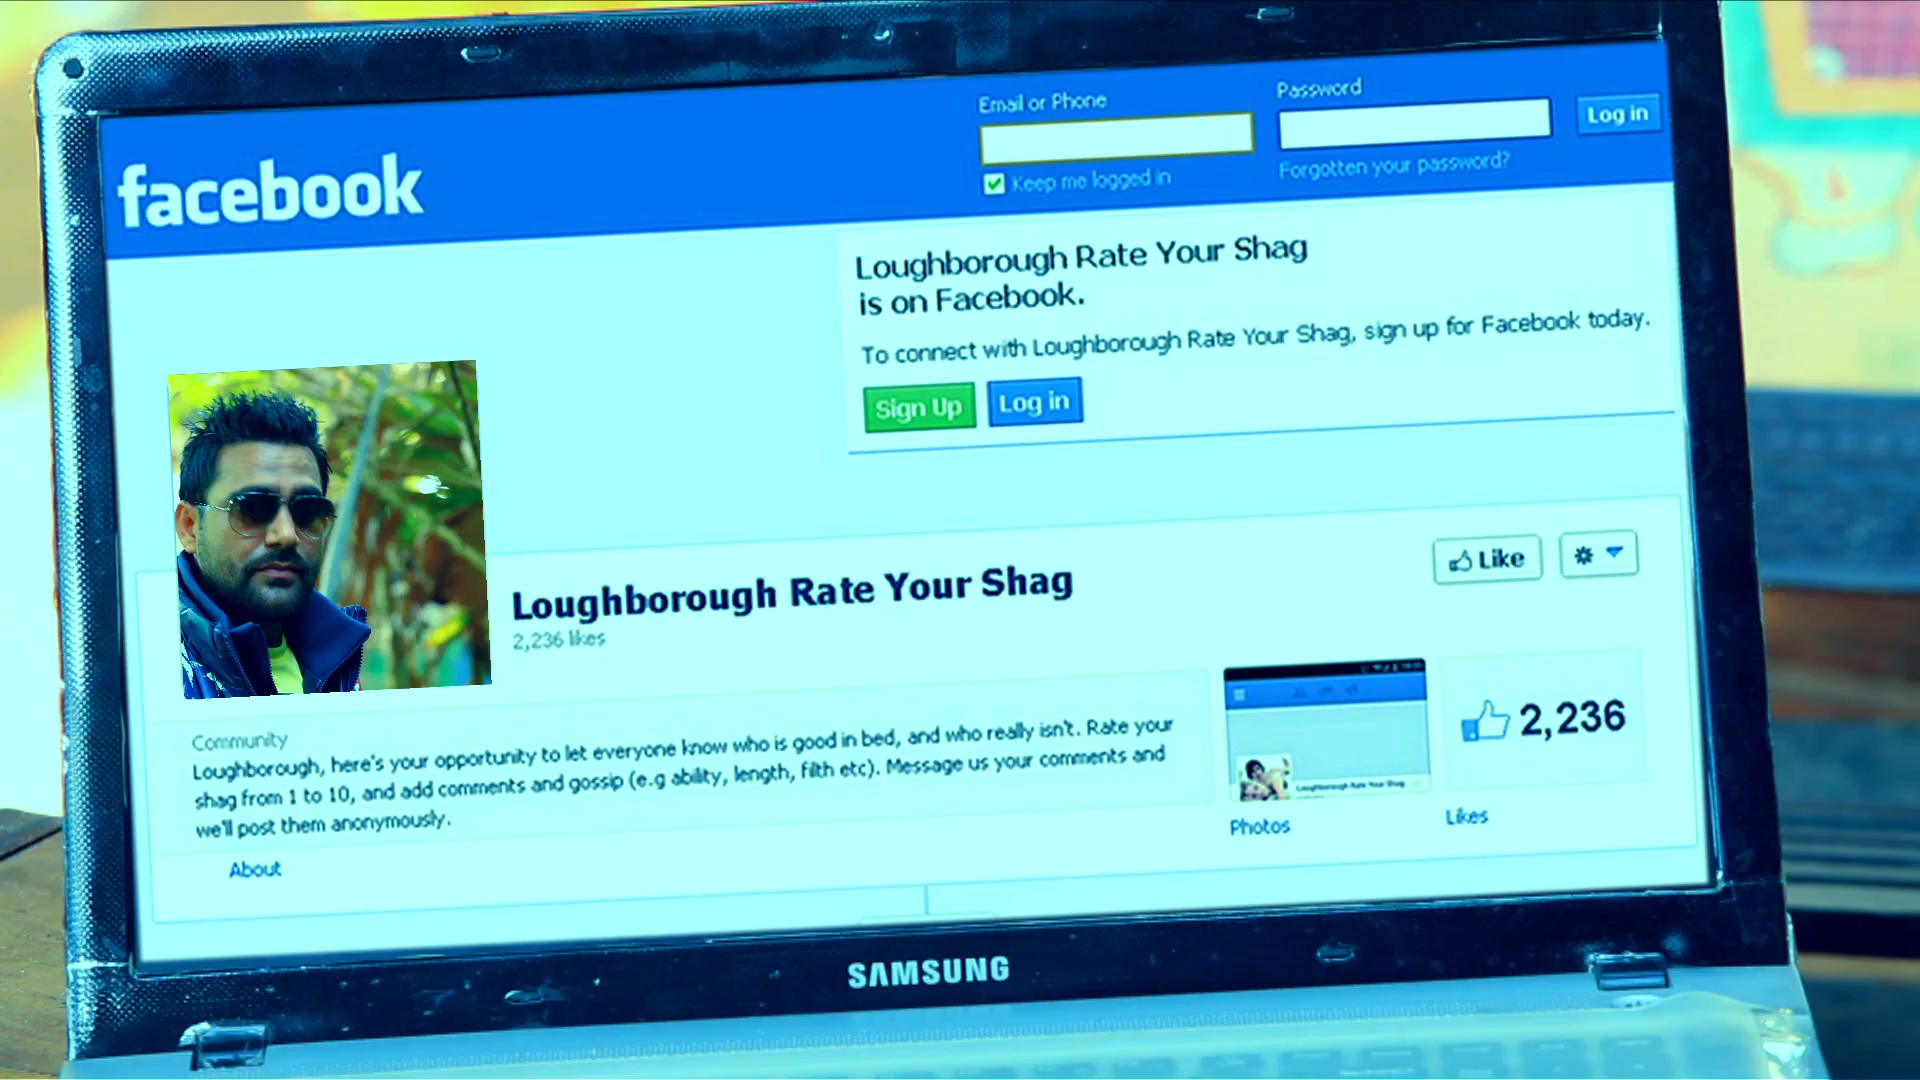 facebook
Email or Phone
Password
Log in
Keep me logged in
Forgotten your password?
Loughborough Rate Your Shag
is on Facebook.
To connect with Loughborough Rate Your Shag, sign up for Facebook today.
Sign Up
Log in
Loughborough Rate Your Shag
2,236 likes
Like
Community
Loughborough, here's your opportunity to let everyone know who is good in bed, and who really isn't. Rate your
shag from 1 to 10, and add comments and gossip (e.g ability, length, filth etc). Message us your comments and
we'll post them anonymously.
About
Loughborough Rate Your Shag
Photos
2,236
Likes
SAMSUNG